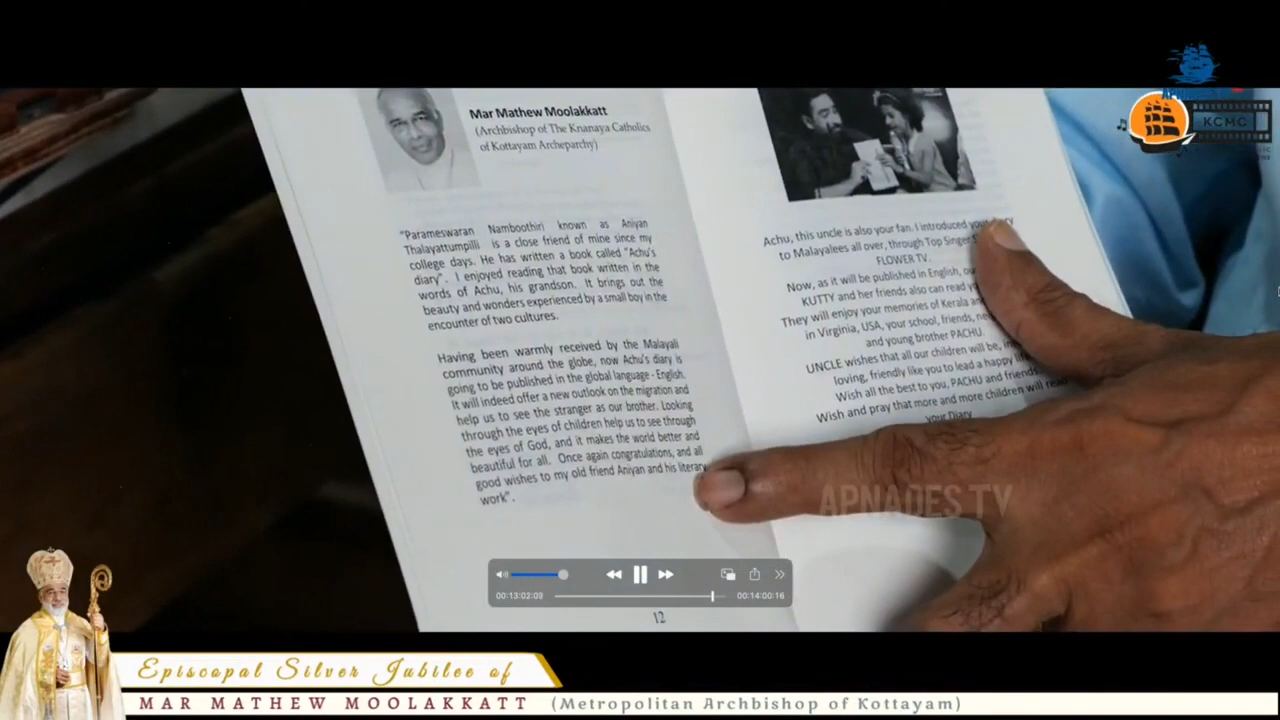 Mar Mathew Moolakkatt
(Archbishop of The Knanaya Catholics
of Kottayam Archeparchy)
"Parameswaran Namboothiri known as Aniyan
Thalayattumpilli is a close friend of mine since my
college days. He has written a book called "Achu's
diary". I enjoyed reading that book written in the
words of Achu, his grandson. It brings out the
beauty and wonders experienced by a small boy in the
encounter of two cultures.
Having been warmly received by the Malayali
community around the globe, now Achu's diary is
going to be published in the global language - English.
It will indeed offer a new outlook on the migration and
help us to see the stranger as our brother. Looking
through the eyes of children help us to see through
the eyes of God, and it makes the world better and
beautiful for all. Once again congratulations, and all
good wishes to my old friend Aniyan and his literary
work".
12
Achu, this uncle is also your fan. I introduced your
to Malayalees all over, through Top Singer
FLOWER TV.
Now, as it will be published in English,
KUTTY and her friends also can read
They will enjoy your memories of Kerala
in Virginia, USA, your school, friends,
and young brother PACHU.
UNCLE wishes that all our children will be,
loving, friendly like you to lead a happy
Wish all the best to you, PACHU and friends
Wish and pray that more and more children will read
your Diary
APNADES TV
KCMG
APNADES TV
00:13:02:09
00:14:00:16
Episcopal Silver Jubilee of
MAR MATHEW MOOLAKKATT (Metropolitan Archbishop of Kottayam)